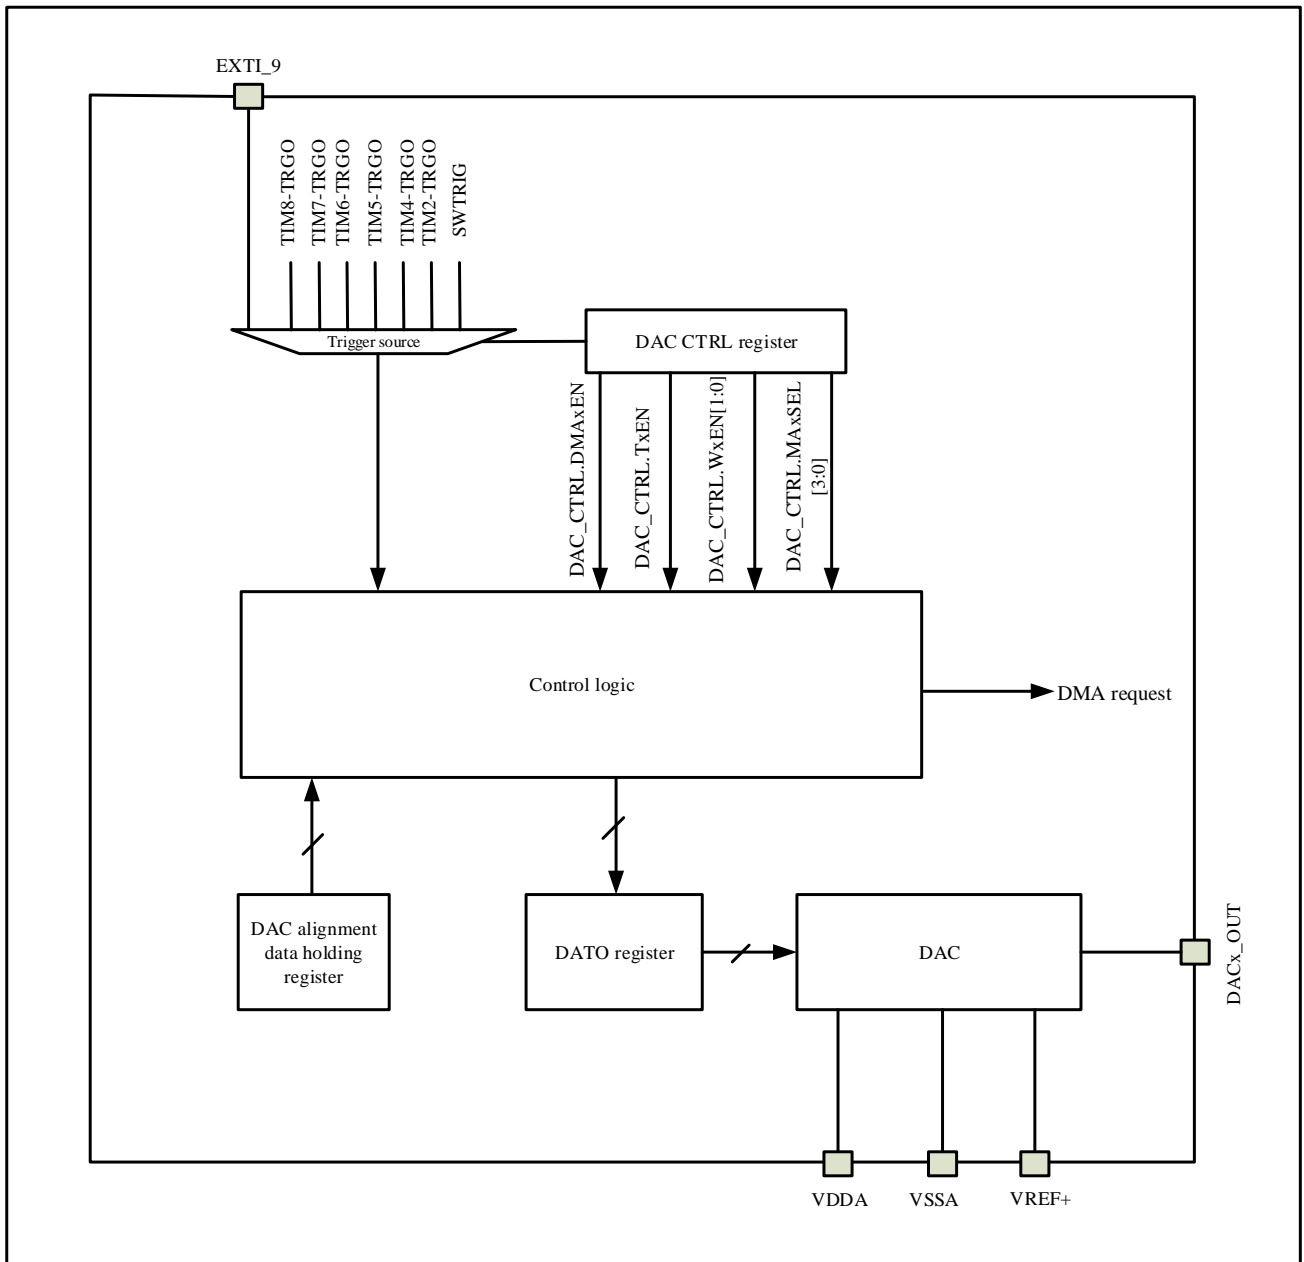 EXTI_9
TIM8-TRGO
TIM7-TRGO
TIM6-TRGO
TIM5-TRGO
TIM4-TRGO
TIM2-TRGO
SWTRIG
Trigger source
DAC CTRL register
DAC_CTRL.DMAxEN
DAC_CTRL.TxEN
DAC_CTRL.WxEN[1:0]
DAC_CTRL.MAxSEL
[3:0]
Control logic
DMA request
DAC alignment
data holding
register
DATO register
DAC
DACx_OUT
VDDA
VSSA
VREF+